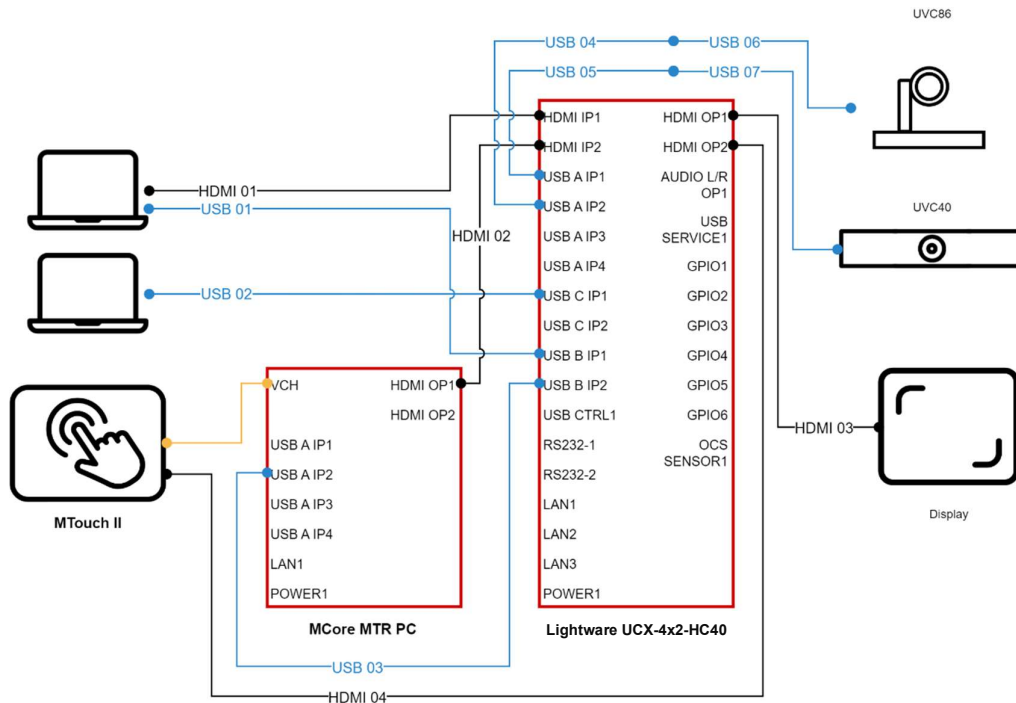 UVC86
USB 04
USB 06
USB 05
USB 07
HDMI IP1
HDMI OP1
HDMI IP2
HDMI OP2
USB A IP1
AUDIO L/R
OP1
HDMI 01
USB 01
USB A IP2
UVC40
USB
SERVICE1
HDMI 02
USB A IP3
USB A IP4
GPIO1
USB 02
USB C IP1
GPIO2
USB C IP2
GPIO3
USB B IP1
GPIO4
VCH
HDMI OP1
USB B IP2
GPIO5
HDMI OP2
USB CTRL1
GPIO6
HDMI 03
USB A IP1
RS232-1
OCS
SENSOR1
USB A IP2
RS232-2
USB A IP3
LAN1
MTouch II
Display
USB A IP4
LAN2
LAN1
LAN3
POWER1
POWER1
MCore MTR PC
Lightware UCX-4x2-HC40
USB 03
HDMI 04